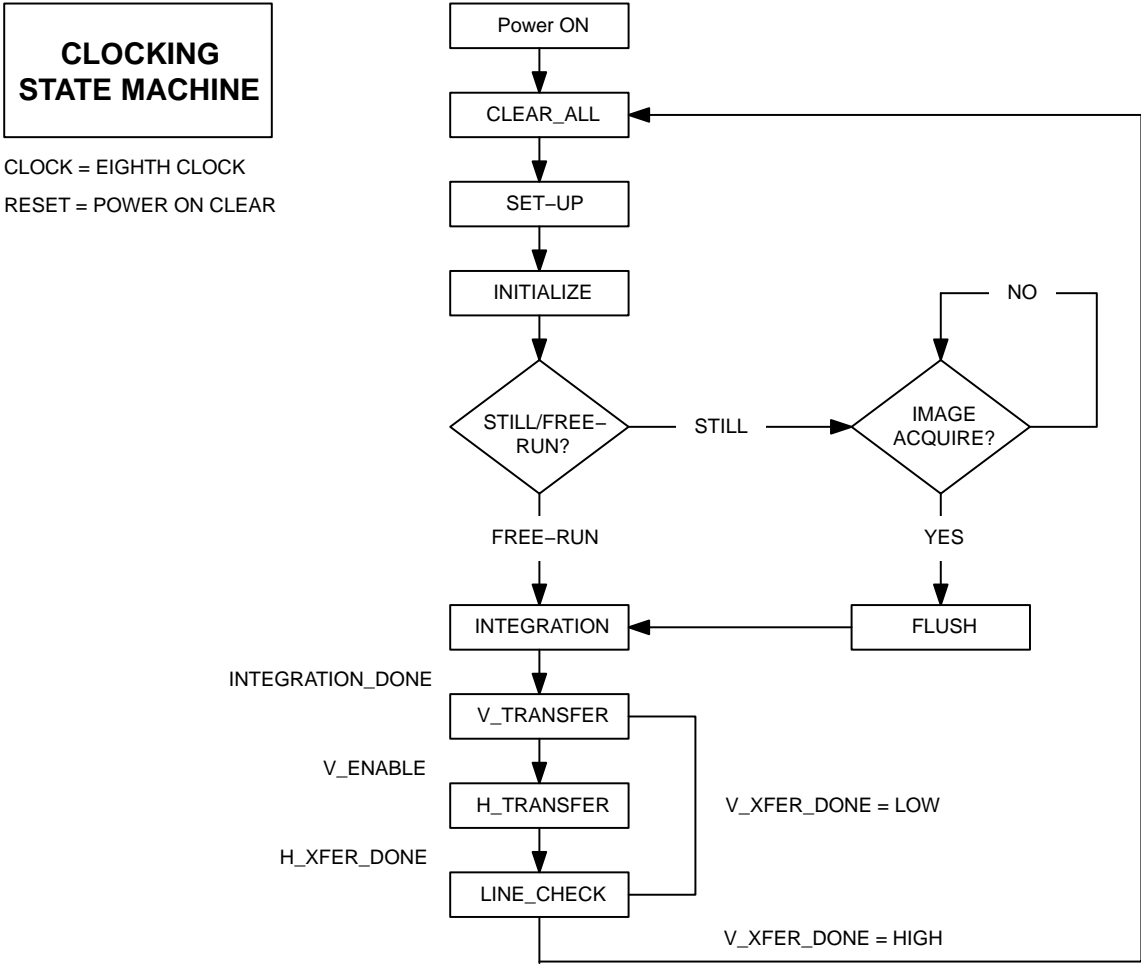 CLOCKING
STATE MACHINE
CLOCK = EIGHTH CLOCK
RESET = POWER ON CLEAR
Power ON
CLEAR_ALL
SET−UP
INITIALIZE
STILL/FREE−
RUN?
STILL
IMAGE
ACQUIRE?
NO
FREE−RUN
YES
INTEGRATION
FLUSH
INTEGRATION_DONE
V_TRANSFER
V_ENABLE
H_TRANSFER
V_XFER_DONE = LOW
H_XFER_DONE
LINE_CHECK
V_XFER_DONE = HIGH